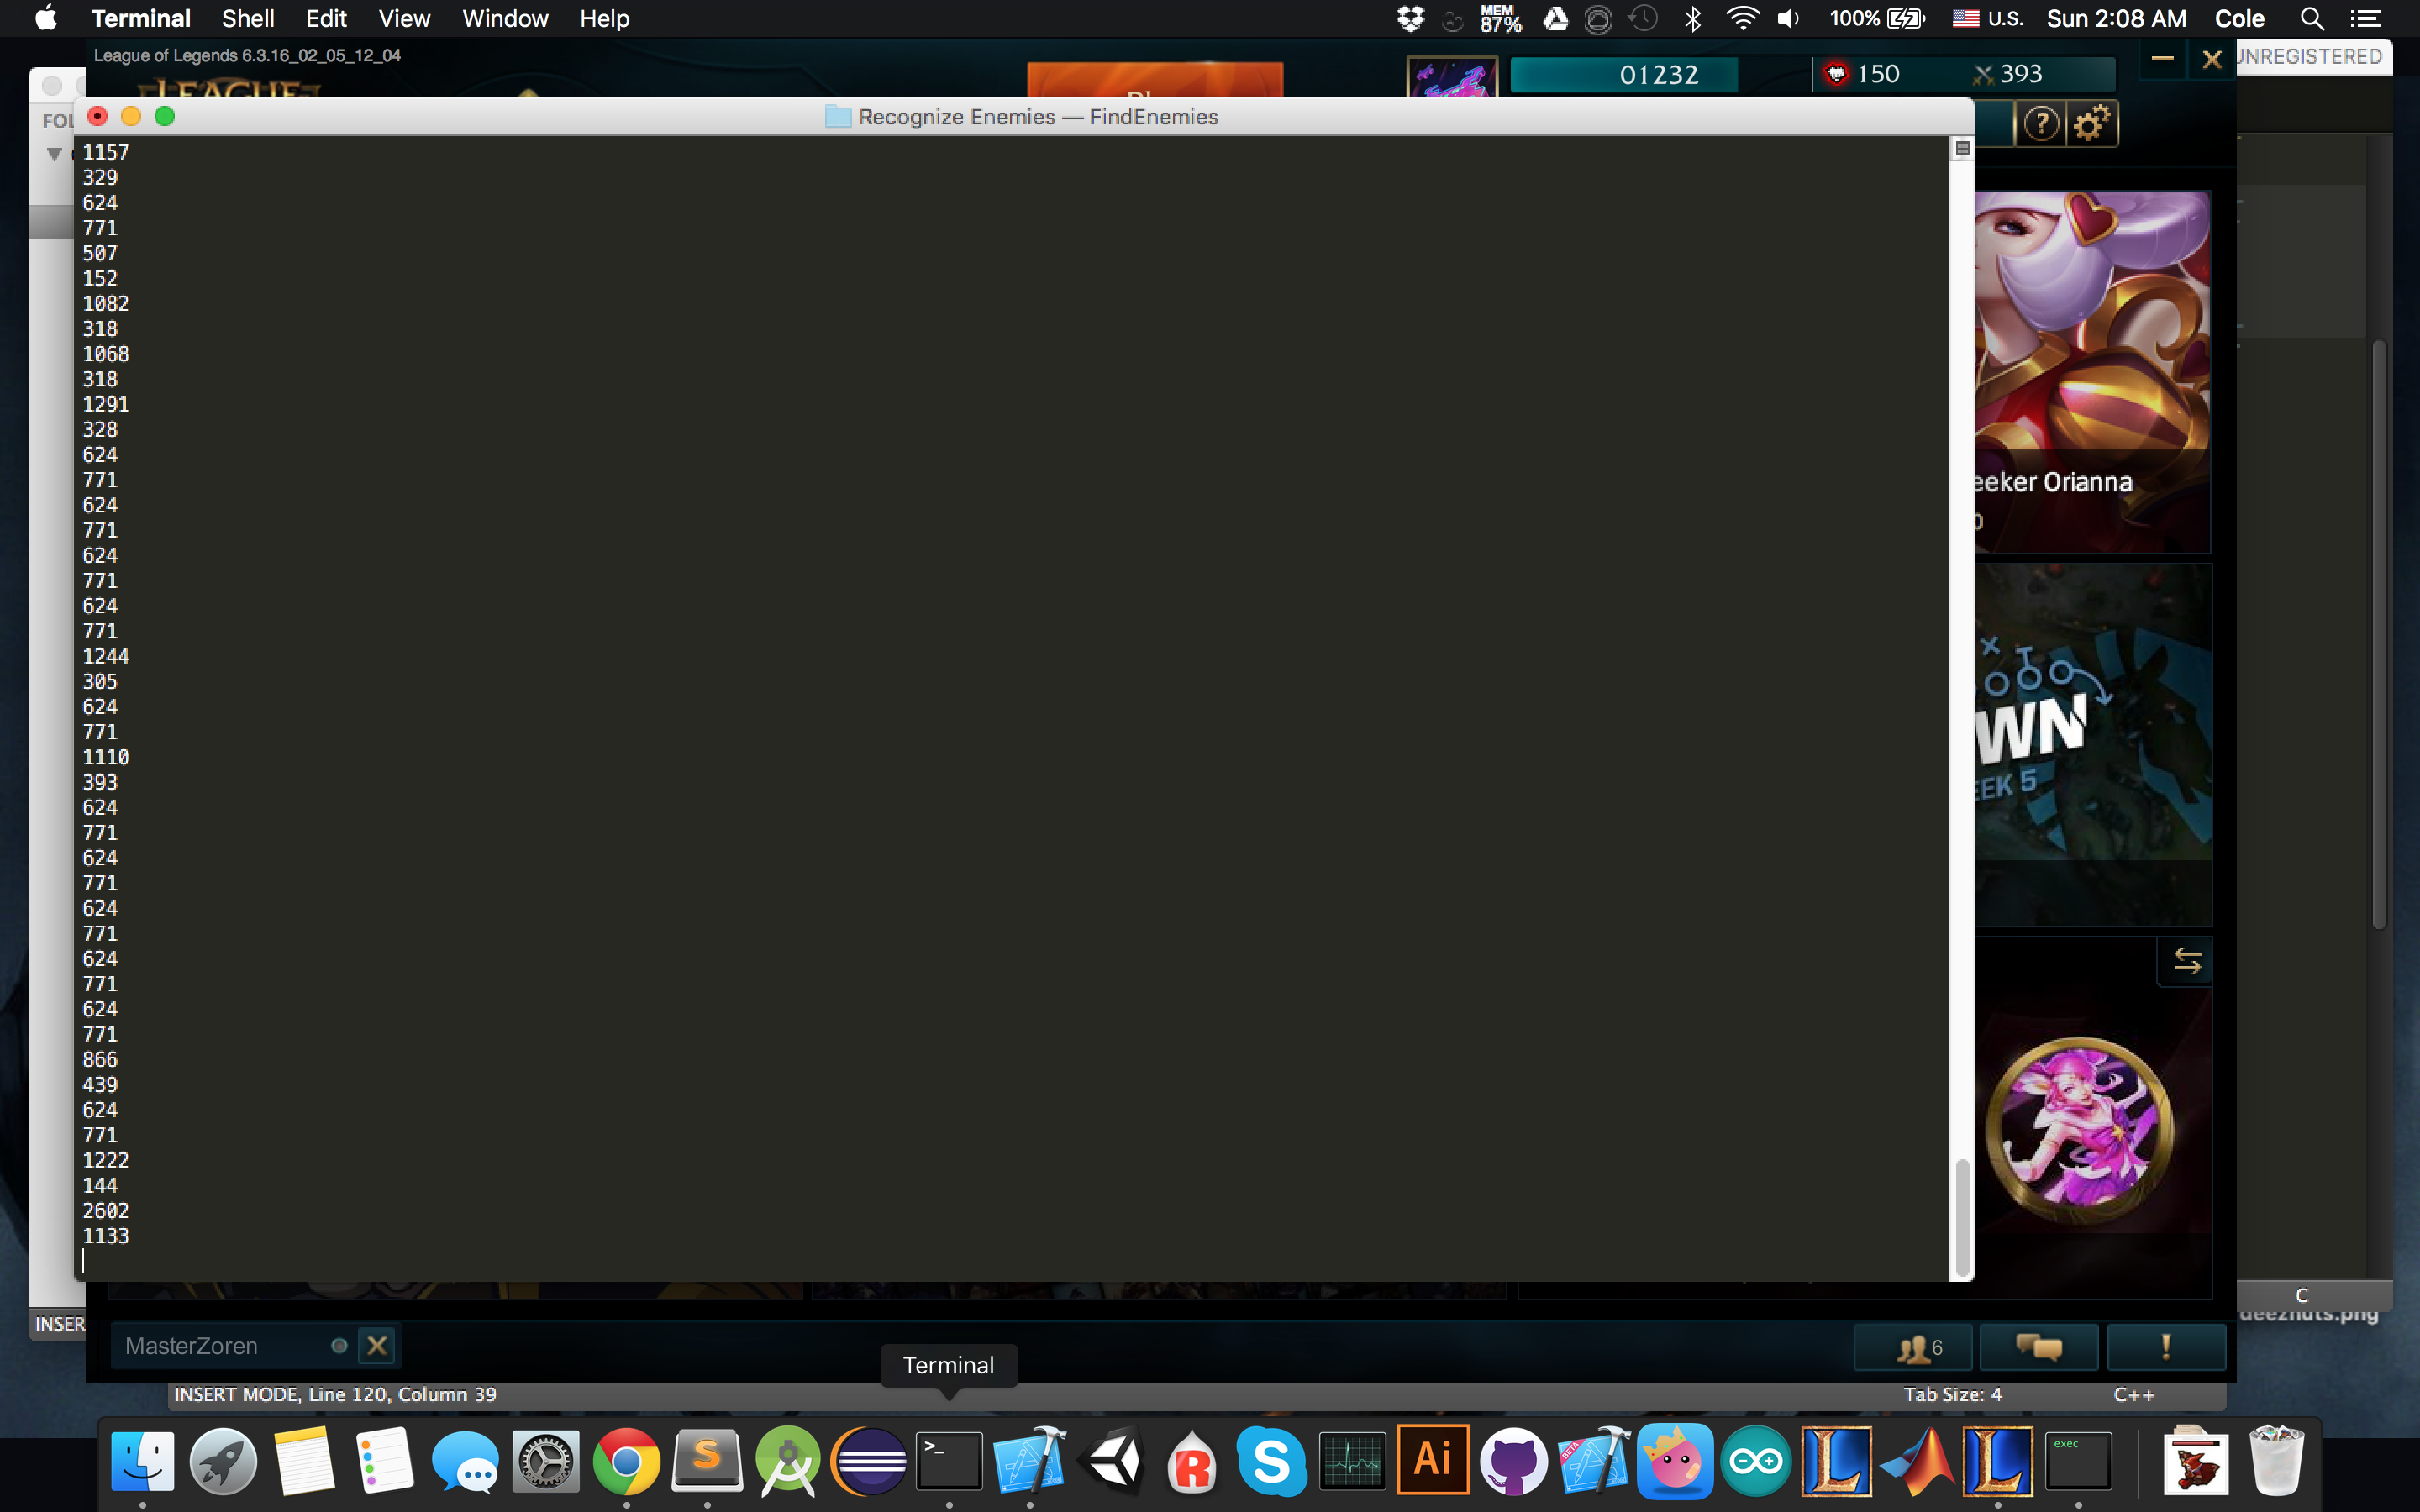 Terminal Shell Edit View Window Help MEM 87% 100% U.S. Sun 2:08 AM Cole
League of Legends 6.3.16_02_05_12_04
UNREGISTERED
LEAGUE
01232 150 393
Recognize Enemies — FindEnemies
?
1157
329
624
771
507
152
1082
318
1068
318
1291
328
624
771
624
771
624
771
624
771
1244
305
624
771
1110
393
624
771
624
771
624
771
624
771
624
771
866
439
624
771
1222
144
2602
1133
eeker Orianna
0
WN
EEK 5
C
INSER
deeznuts.png
MasterZoren
6
!
Terminal
INSERT MODE, Line 120, Column 39 Tab Size: 4 C++
>_
S
R
S
Ai
BETA
L
L
exec